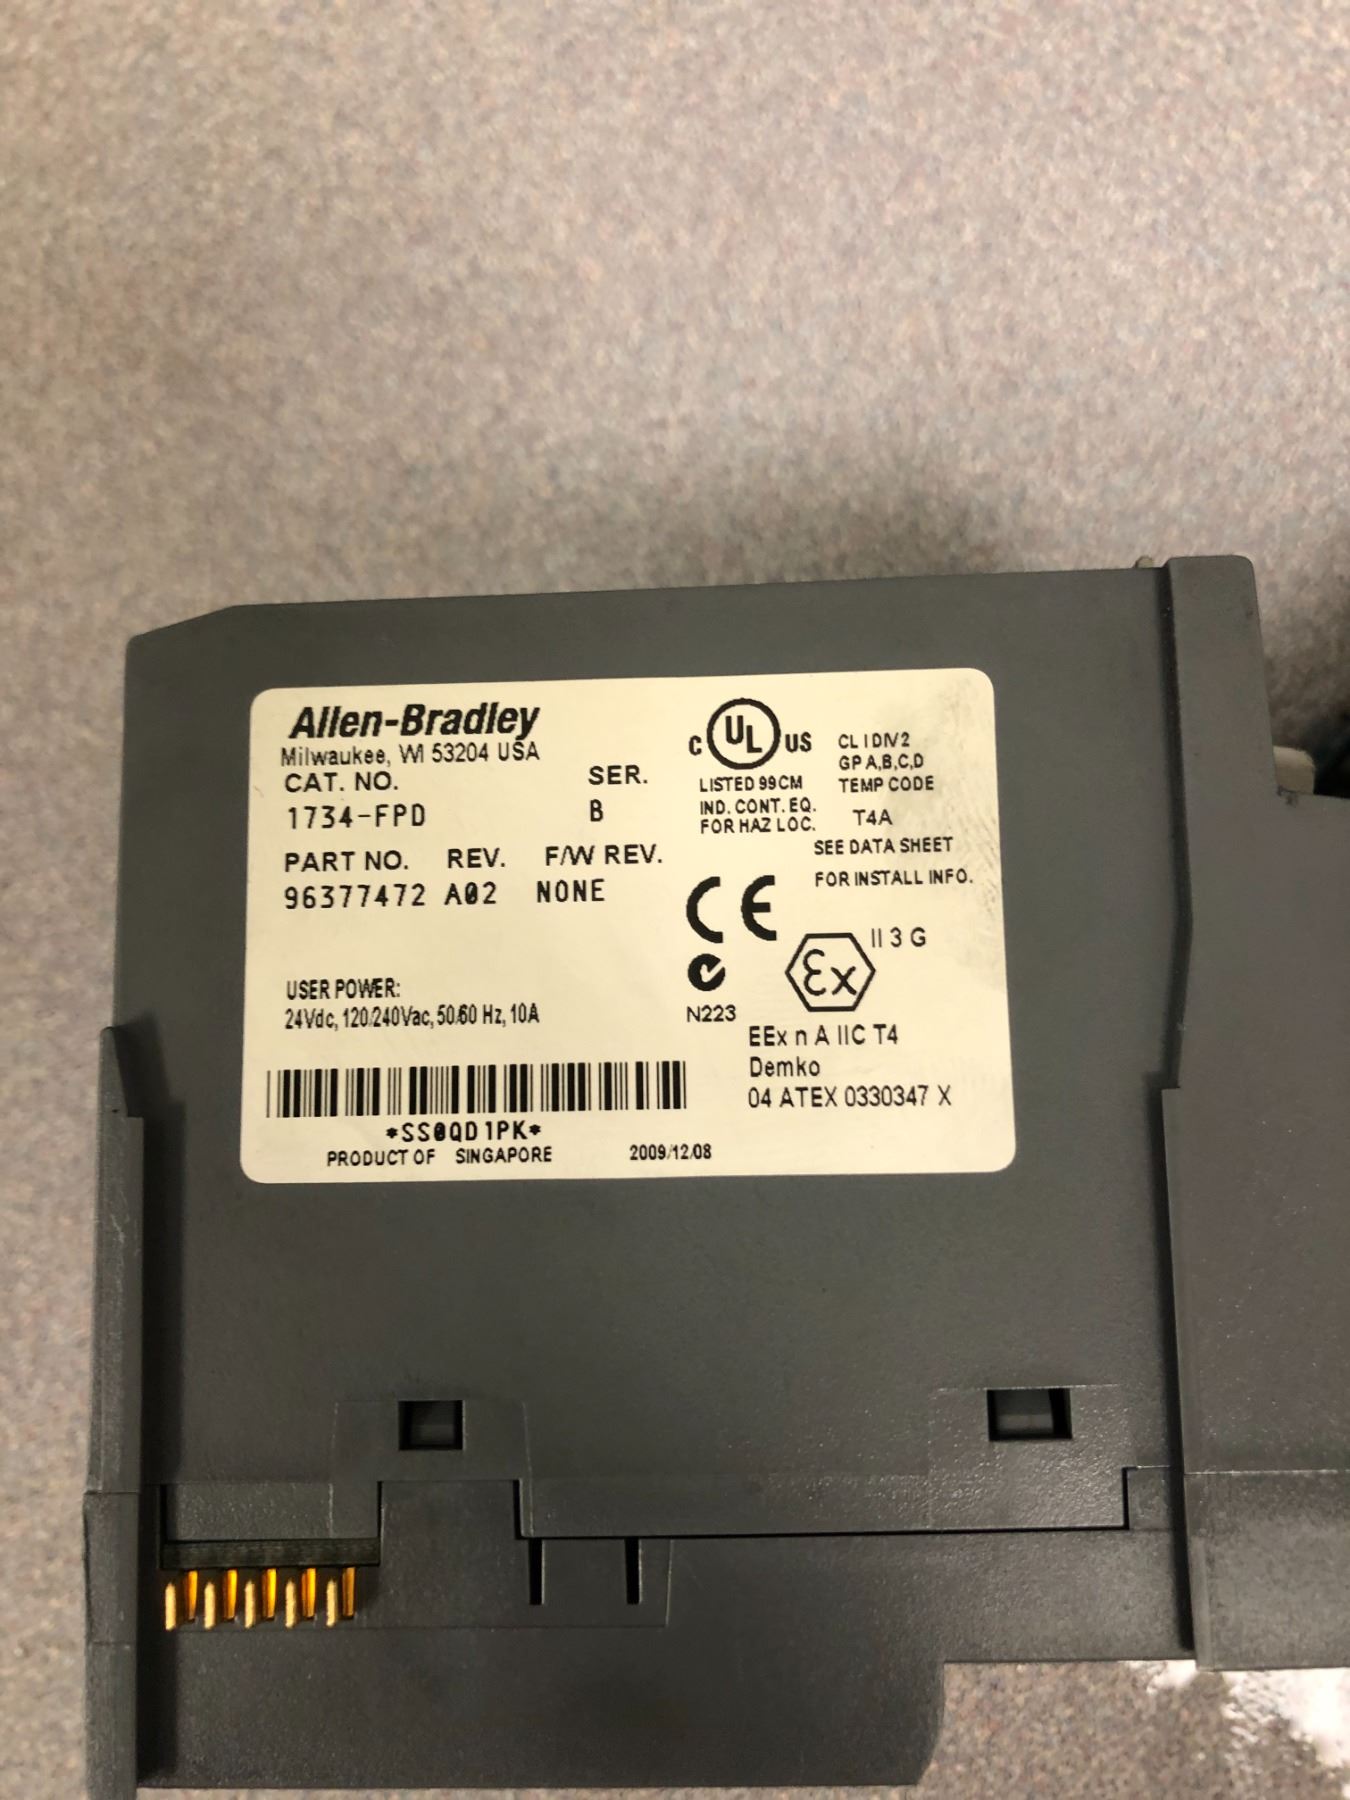 Allen-Bradley
Milwaukee, WI 53204 USA
CAT. NO. SER.
1734-FPD B
PART NO. REV. F/W REV.
96377472 A02 NONE
USER POWER:
24Vdc, 120/240Vac, 50/60 Hz, 10A
*SS0QD1PK*
PRODUCT OF SINGAPORE 2009/12/08
C UL US
LISTED 99CM
IND. CONT. EQ.
FOR HAZ LOC.
CL I DIV 2
GP A,B,C,D
TEMP CODE
T4A
SEE DATA SHEET
FOR INSTALL INFO.
CE
N223
Ex II 3 G
EEx n A IIC T4
Demko
04 ATEX 0330347 X